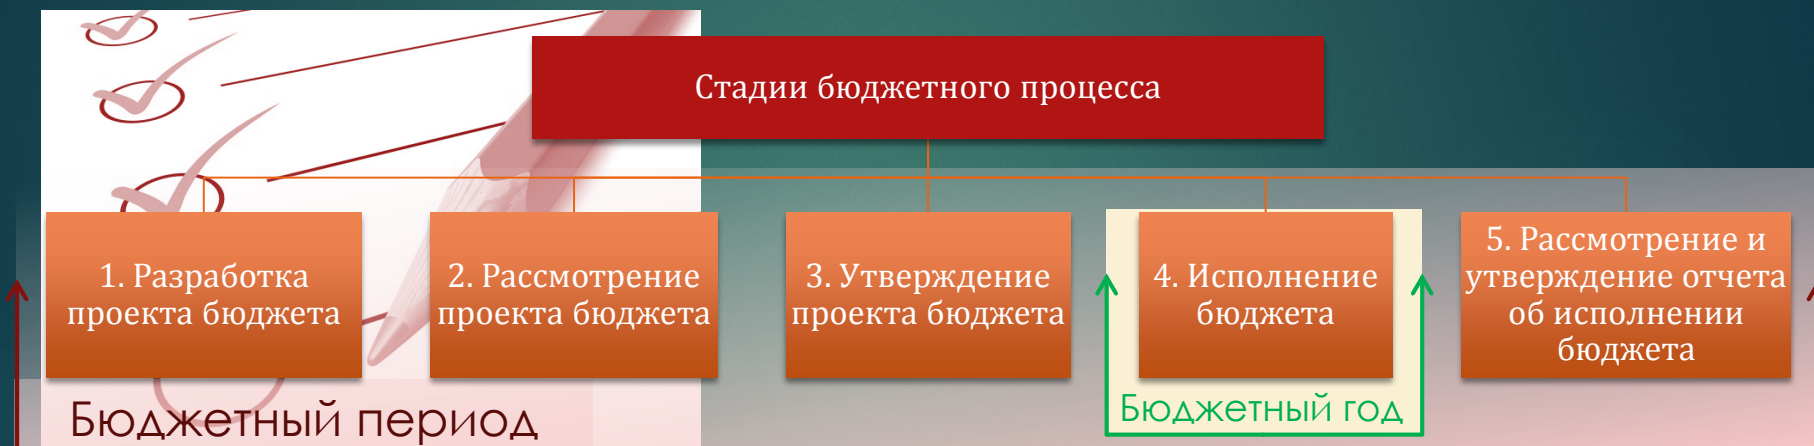 Стадии бюджетного процесса
1. Разработка
проекта бюджета
2. Рассмотрение
проекта бюджета
3. Утверждение
проекта бюджета
4. Исполнение
бюджета
5. Рассмотрение и
утверждение отчета
об исполнении
бюджета
Бюджетный период
Бюджетный год